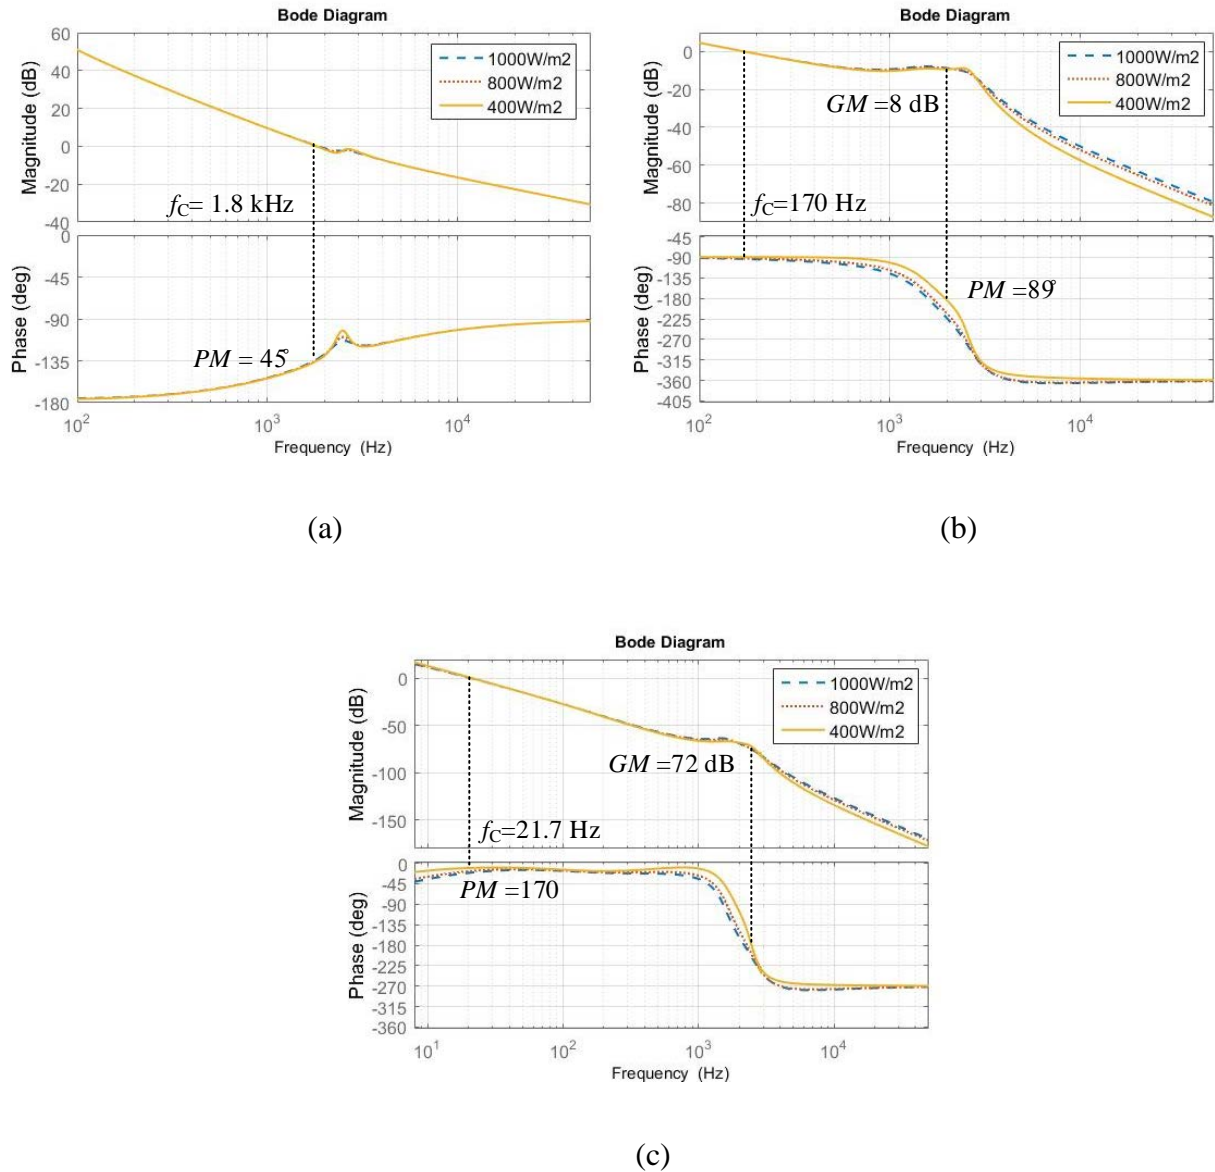 Bode Diagram
60
40
20
0
-20
40
Magnitude (dB)
1000W/m2
800W/m2
400W/m2
fC= 1.8 kHz
0
-45
-90
-135
-180
Phase (deg)
PM = 45°
10² 10³ 10⁴
Frequency (Hz)
(a)
Bode Diagram
0
-20
-40
-60
-80
Magnitude (dB)
1000W/m2
800W/m2
400W/m2
GM =8 dB
fC=170 Hz
-45
-90
-135
-180
-225
-270
-315
-360
-405
Phase (deg)
PM =89°
10² 10³ 10⁴
Frequency (Hz)
(b)
Bode Diagram
0
-50
-100
-150
Magnitude (dB)
1000W/m2
800W/m2
400W/m2
GM =72 dB
fC=21.7 Hz
0
-45
-90
-135
-180
-225
-270
-315
-360
Phase (deg)
PM =170
10¹ 10² 10³ 10⁴
Frequency (Hz)
(c)